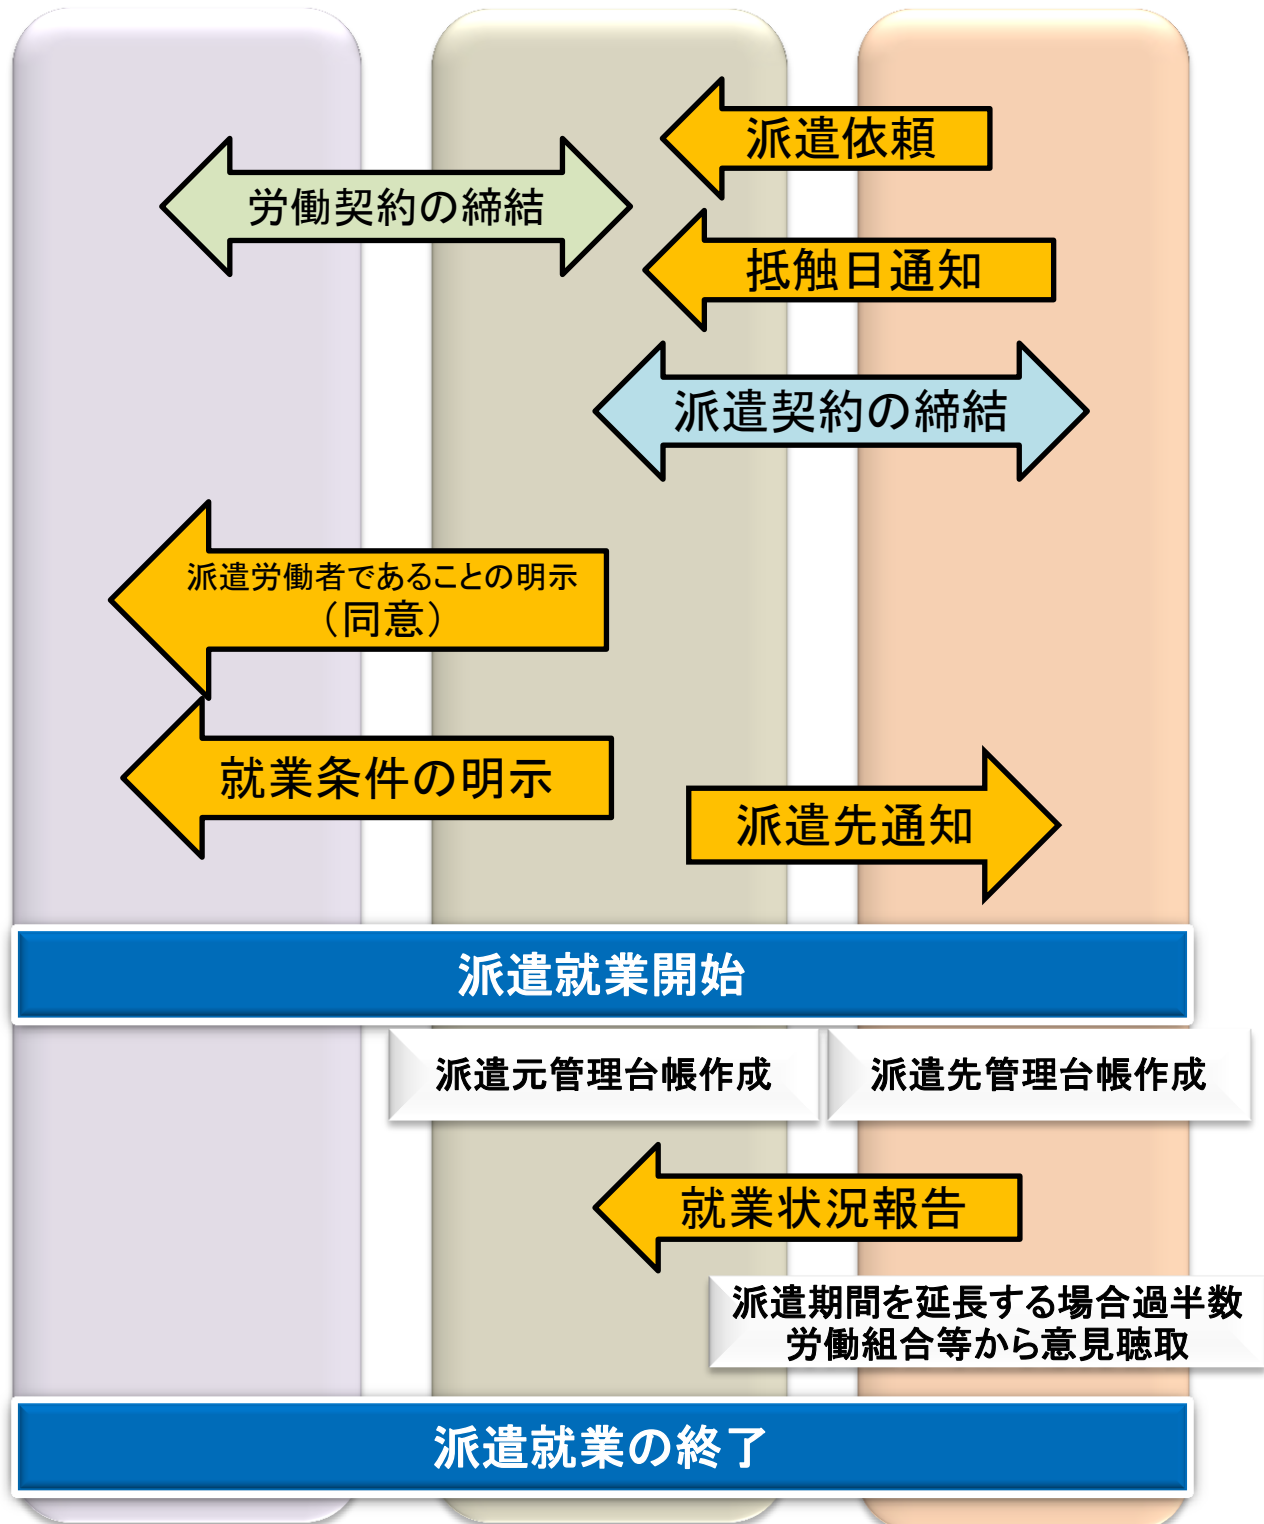 派遣依頼
労働契約の締結
抵触日通知
派遣契約の締結
派遣労働者であることの明示
（同意）
就業条件の明示
派遣先通知
派遣就業開始
派遣元管理台帳作成
派遣先管理台帳作成
就業状況報告
派遣期間を延長する場合過半数
労働組合等から意見聴取
派遣就業の終了